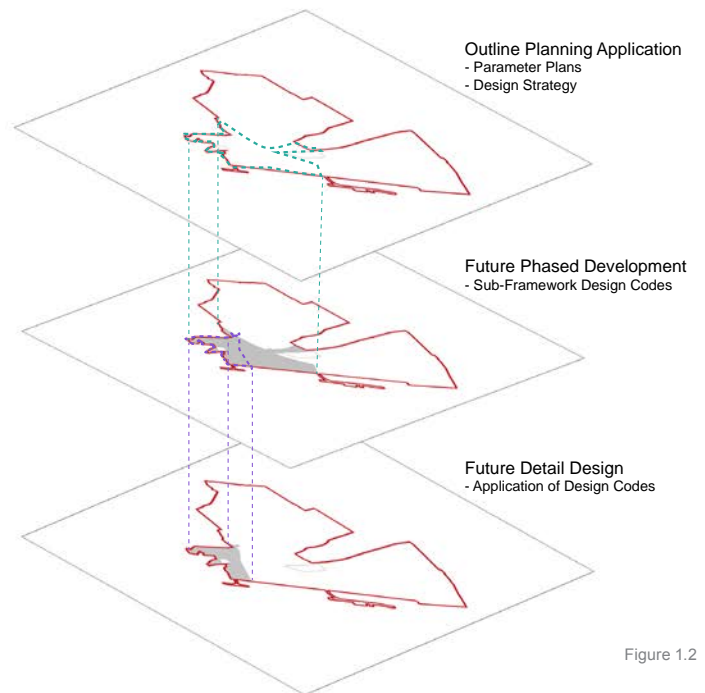 Outline Planning Application
- Parameter Plans
- Design Strategy
Future Phased Development
- Sub-Framework Design Codes
Future Detail Design
- Application of Design Codes
Figure 1.2